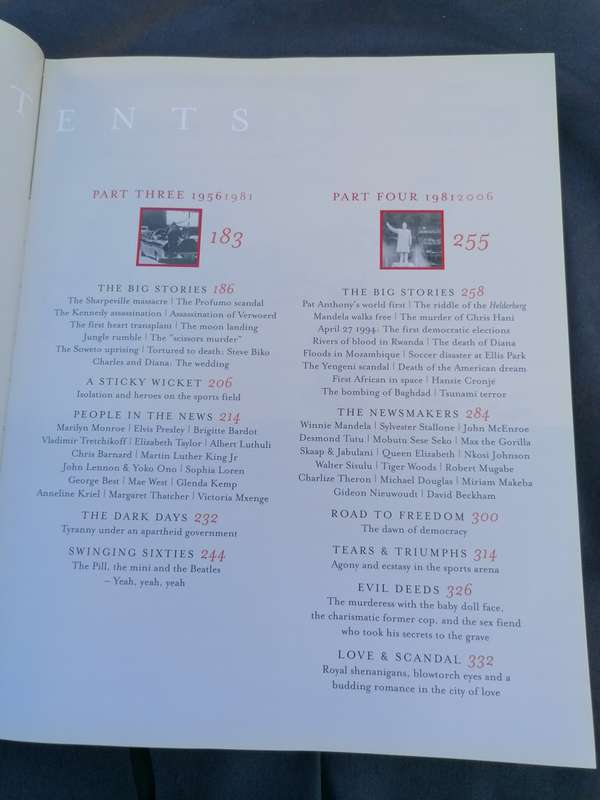 TENTS
PART THREE 19561981
183
THE BIG STORIES 186
The Sharpeville massacre | The Profumo scandal
The Kennedy assassination | Assassination of Verwoerd
The first heart transplant | The moon landing
Jungle rumble | The "scissors murder"
The Soweto uprising | Tortured to death: Steve Biko
Charles and Diana: The wedding
A STICKY WICKET 206
Isolation and heroes on the sports field
PEOPLE IN THE NEWS 214
Marilyn Monroe | Elvis Presley | Brigitte Bardot
Vladimir Tretchikoff | Elizabeth Taylor | Albert Luthuli
Chris Barnard | Martin Luther King Jr
John Lennon & Yoko Ono | Sophia Loren
George Best | Mae West | Glenda Kemp
Anneline Kriel | Margaret Thatcher | Victoria Mxenge
THE DARK DAYS 232
Tyranny under an apartheid government
SWINGING SIXTIES 244
The Pill, the mini and the Beatles
– Yeah, yeah, yeah
PART FOUR 19812006
255
THE BIG STORIES 258
Pat Anthony's world first | The riddle of the Helderberg
Mandela walks free | The murder of Chris Hani
April 27 1994: The first democratic elections
Rivers of blood in Rwanda | The death of Diana
Floods in Mozambique | Soccer disaster at Ellis Park
The Yengeni scandal | Death of the American dream
First African in space | Hansie Cronjé
The bombing of Baghdad | Tsunami terror
THE NEWSMAKERS 284
Winnie Mandela | Sylvester Stallone | John McEnroe
Desmond Tutu | Mobutu Sese Seko | Max the Gorilla
Skaap & Jabulani | Queen Elizabeth | Nkosi Johnson
Walter Sisulu | Tiger Woods | Robert Mugabe
Charlize Theron | Michael Douglas | Miriam Makeba
Gideon Nieuwoudt | David Beckham
ROAD TO FREEDOM 300
The dawn of democracy
TEARS & TRIUMPHS 314
Agony and ecstasy in the sports arena
EVIL DEEDS 326
The murderess with the baby doll face,
the charismatic former cop, and the sex fiend
who took his secrets to the grave
LOVE & SCANDAL 332
Royal shenanigans, blowtorch eyes and a
budding romance in the city of love